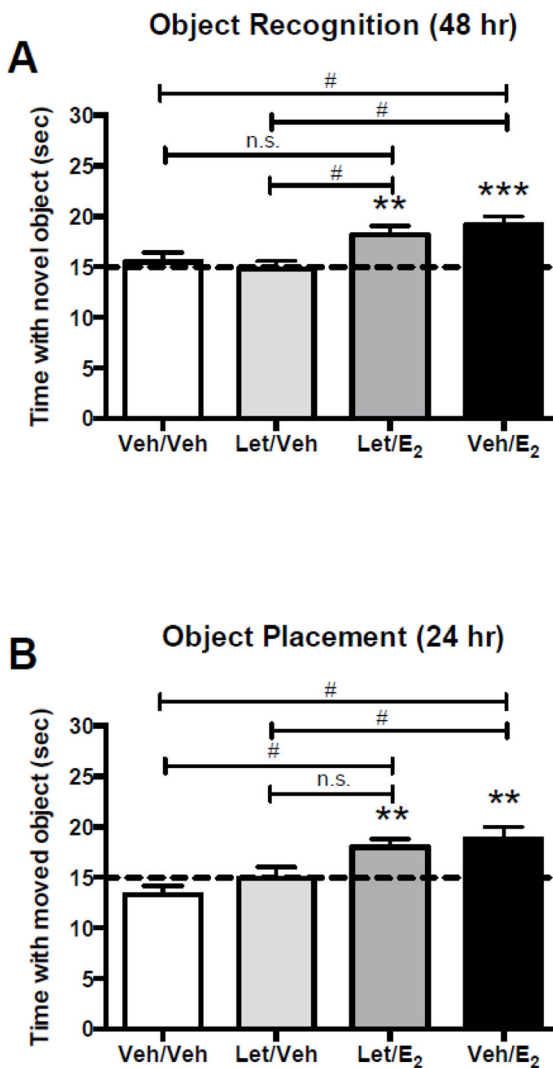 Object Recognition (48 hr)
A
#
#
n.s.
#
** ***
Time with novel object (sec)
30
25
20
15
10
5
0
Veh/Veh Let/Veh Let/E₂ Veh/E₂
Object Placement (24 hr)
B
#
#
#
n.s.
** **
Time with moved object (sec)
30
25
20
15
10
5
0
Veh/Veh Let/Veh Let/E₂ Veh/E₂